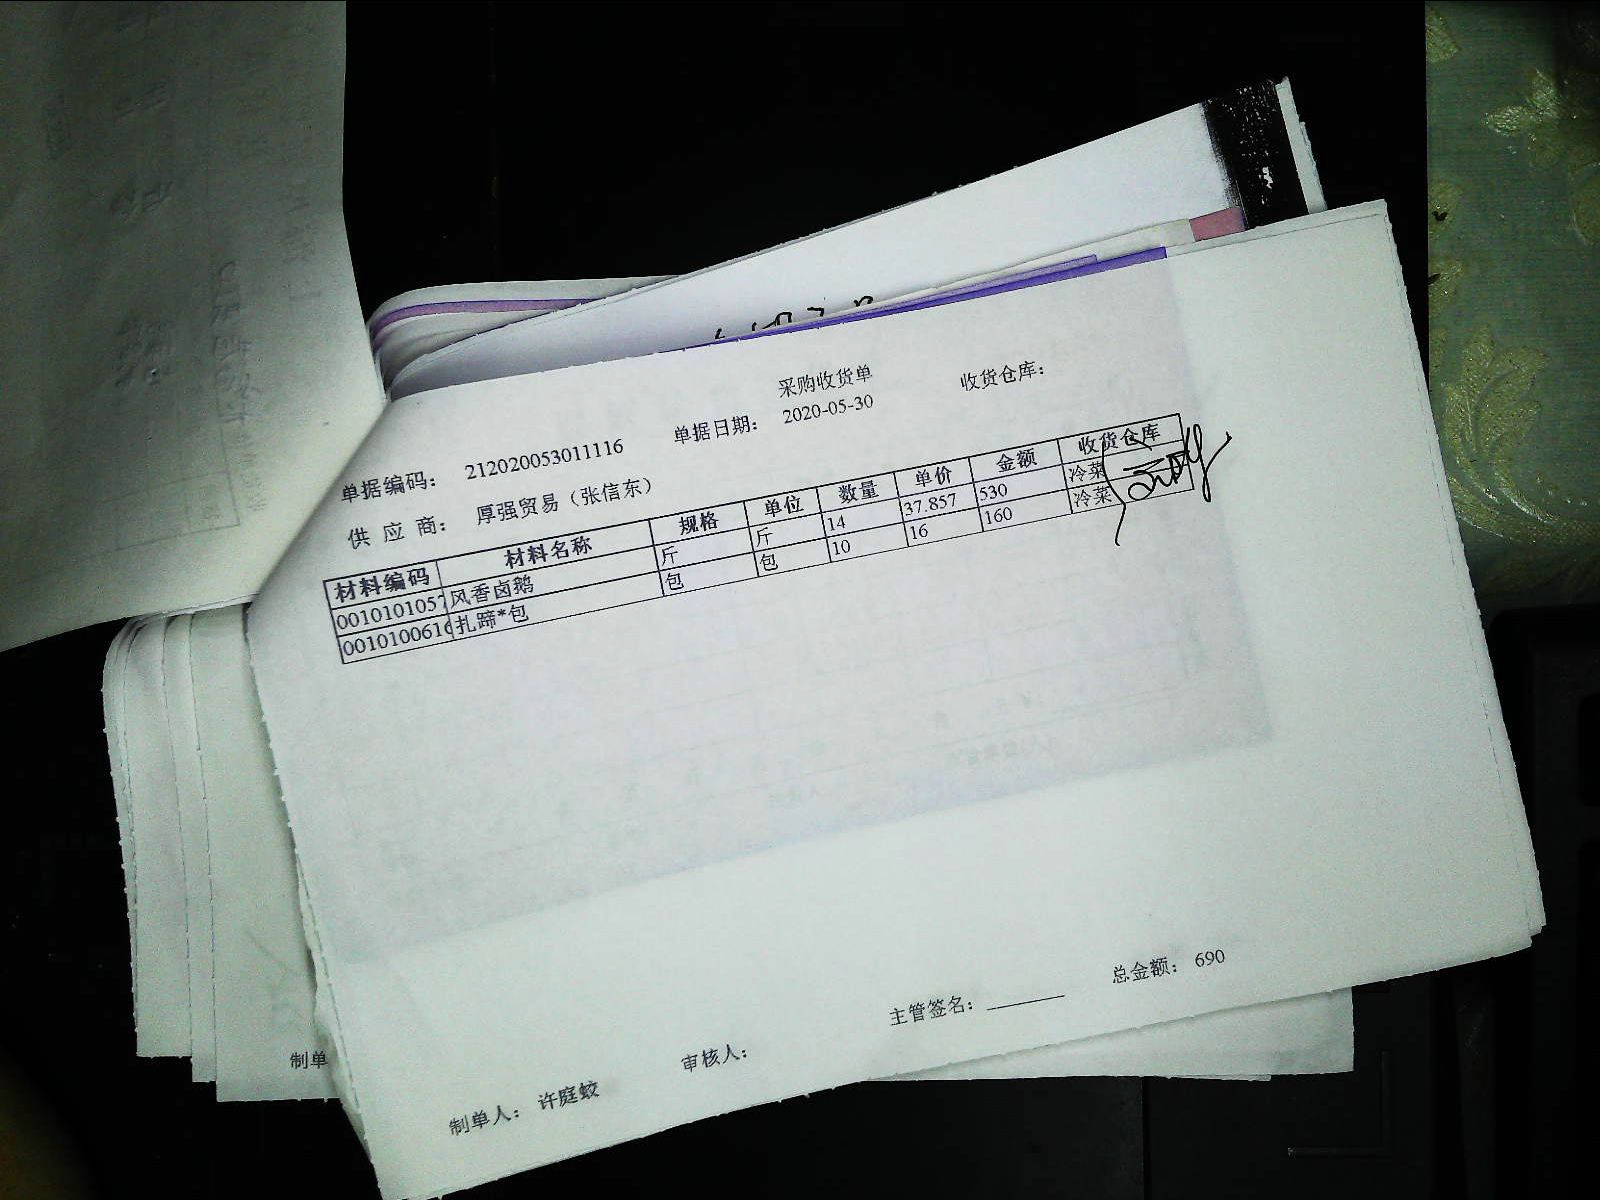 采购收货单
单据编码： 212020053011116 单据日期： 2020-05-30 收货仓库：
供 应 商： 厚强贸易（张信东）
材料编码 材料名称 规格 单位 数量 单价 金额 收货仓库
0010101057 风香卤鹅 斤 斤 14 37.857 530 冷菜
001010061 扎蹄*包 包 包 10 16 160 冷菜
制单人： 许庭蛟 审核人： 主管签名： 总金额： 690
制单